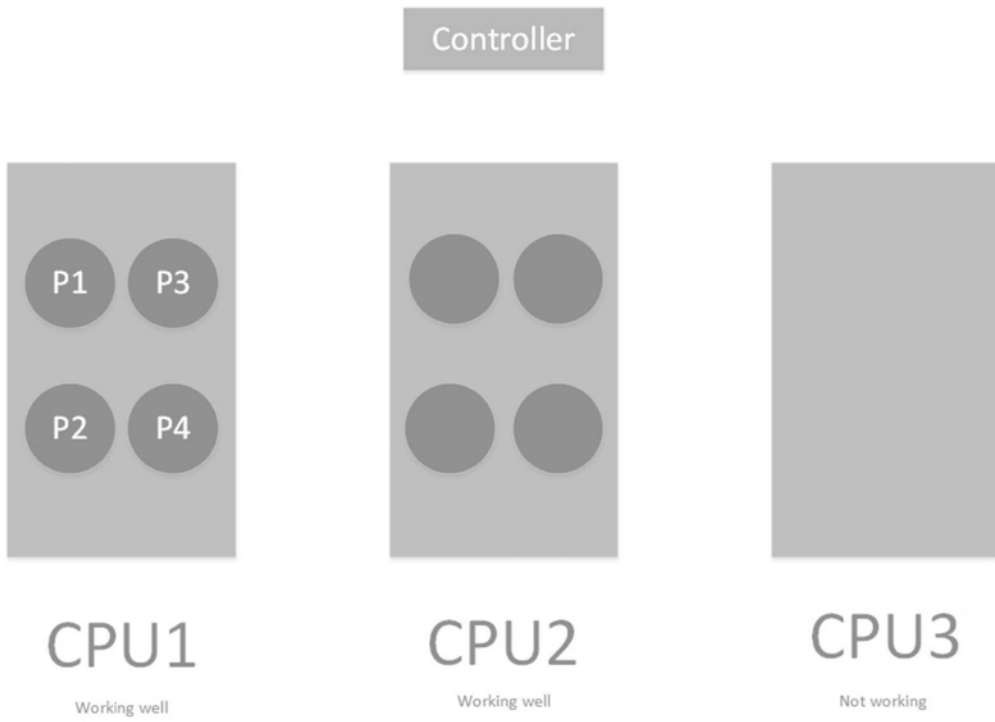 Controller
P1 P3
P2 P4
CPU1 CPU2 CPU3
Working well Working well Not working